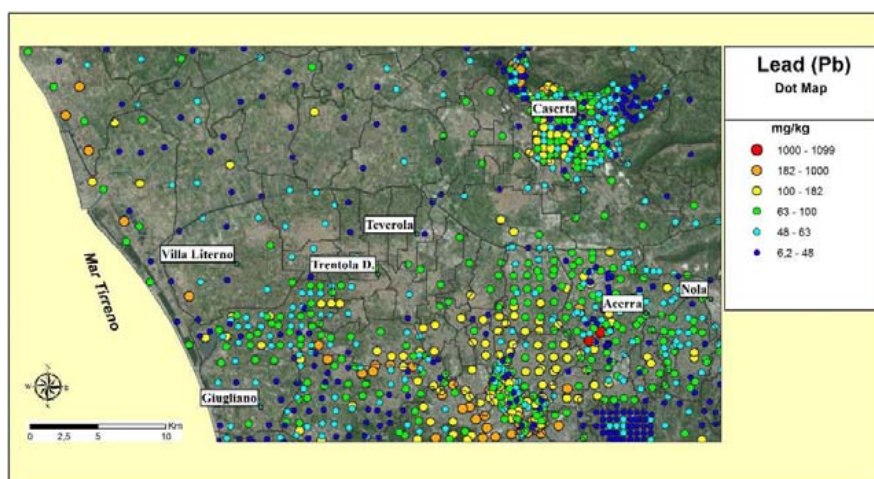 Lead (Pb)
Dot Map
mg/kg
1000 - 1099
182 - 1000
100 - 182
63 - 100
48 - 63
6,2 - 48
Caserta
Teverola
Villa Literno
Trentola D.
Nola
Acerra
Mar Tirreno
Giugliano
Km
0 2,5 5 10